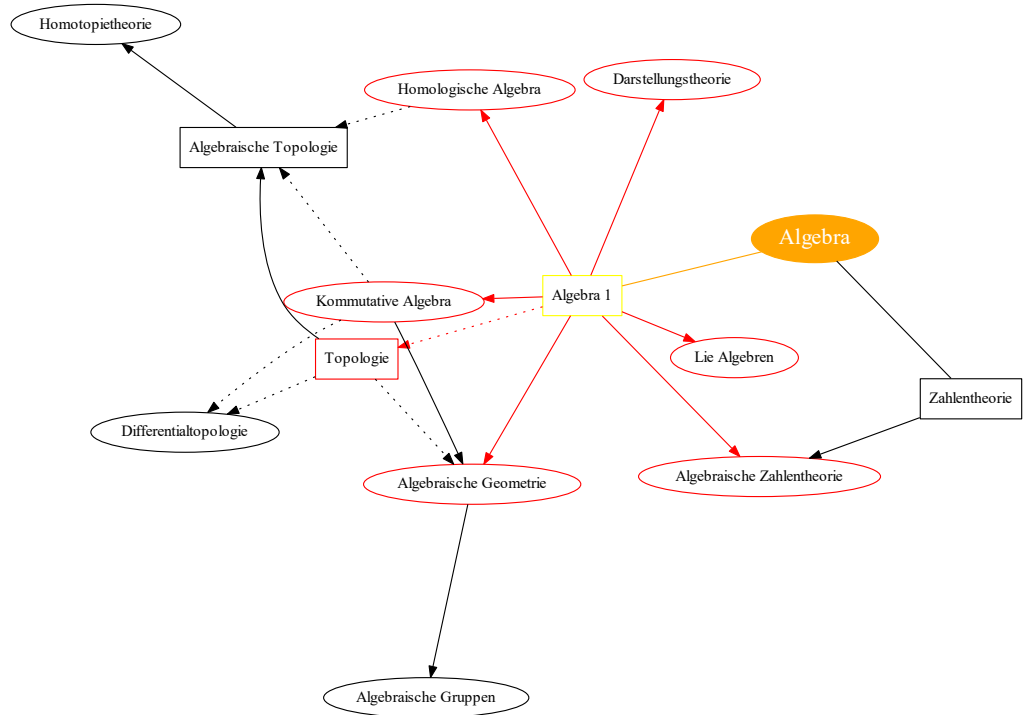 Homotopietheorie
Darstellungstheorie
Homologische Algebra
Algebraische Topologie
Algebra
Algebra 1
Kommutative Algebra
Topologie
Lie Algebren
Zahlentheorie
Differentialtopologie
Algebraische Zahlentheorie
Algebraische Geometrie
Algebraische Gruppen